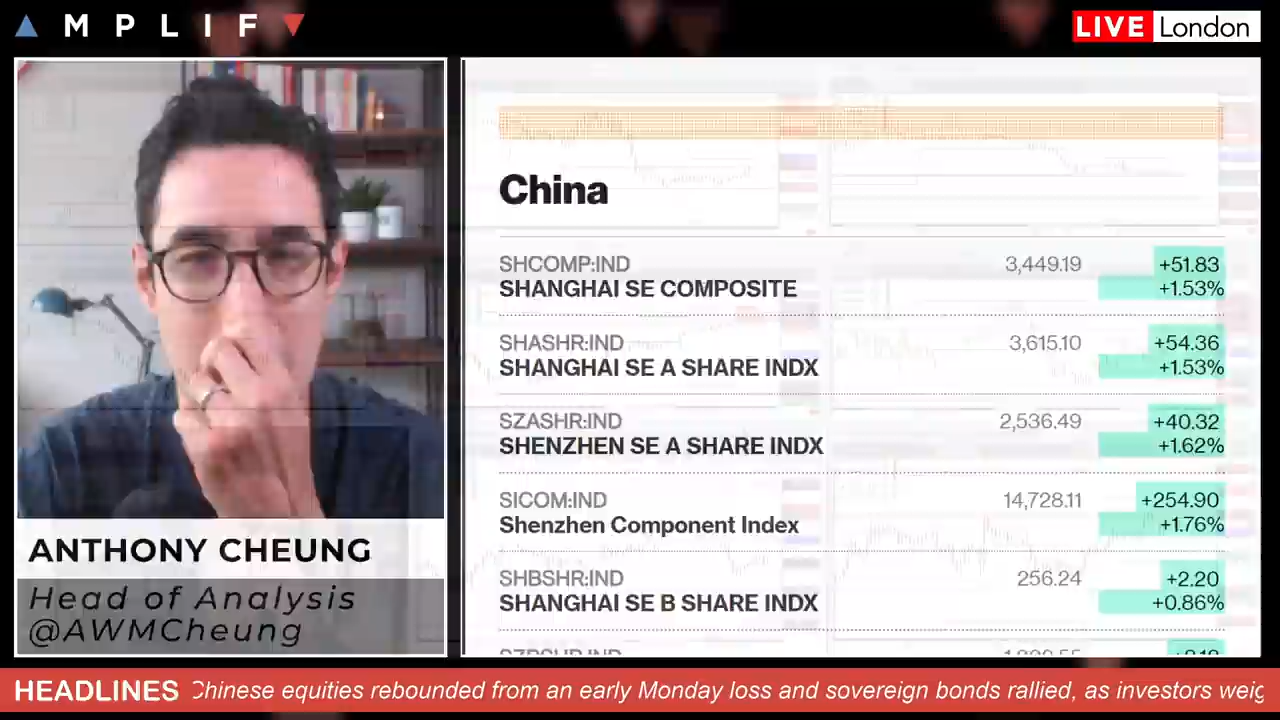 AMPLIFY
LIVE London
China
SHCOMP:IND 3,449.19 +51.83
SHANGHAI SE COMPOSITE +1.53%
SHASHR:IND 3,615.10 +54.36
SHANGHAI SE A SHARE INDX +1.53%
SZASHR:IND 2,536.49 +40.32
SHENZHEN SE A SHARE INDX +1.62%
SICOM:IND 14,728.11 +254.90
Shenzhen Component Index +1.76%
SHBSHR:IND 256.24 +2.20
SHANGHAI SE B SHARE INDX +0.86%
ANTHONY CHEUNG
Head of Analysis
@AWMCheung
HEADLINES Chinese equities rebounded from an early Monday loss and sovereign bonds rallied, as investors weig